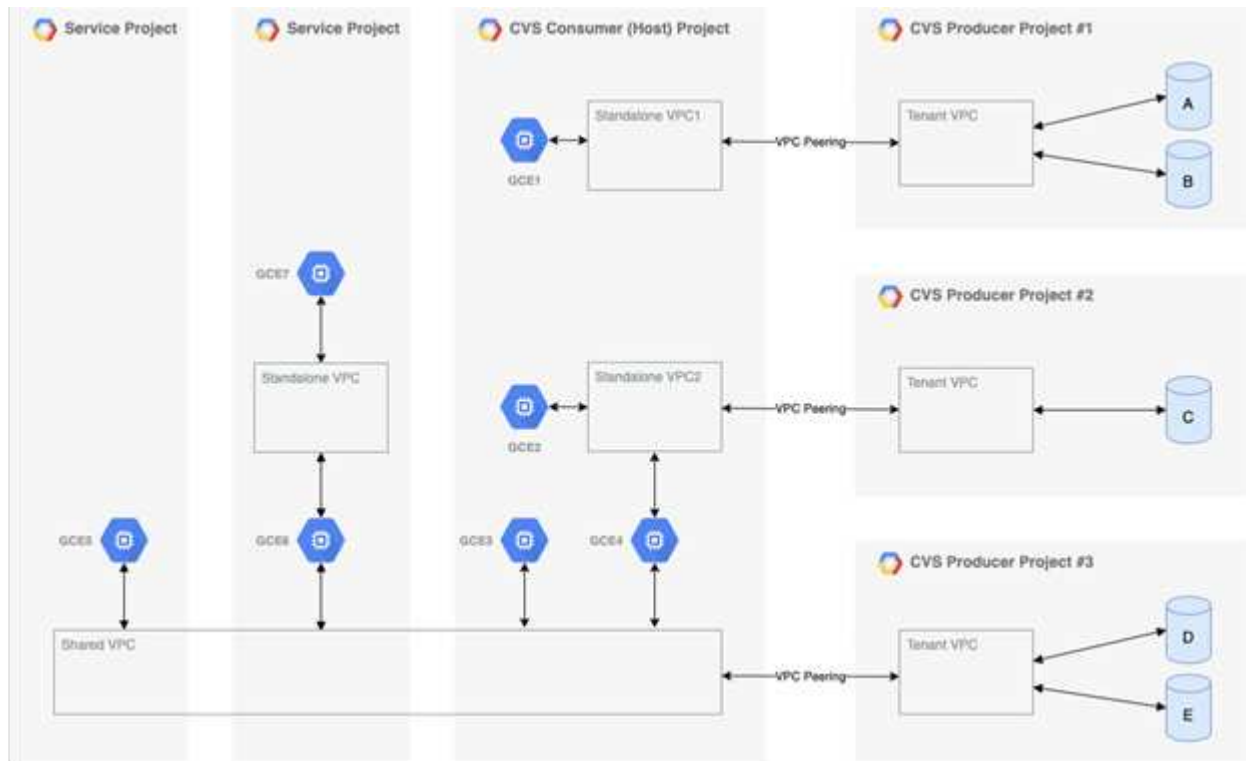 Service Project
Service Project
CVS Consumer (Host) Project
CVS Producer Project #1
Standalone VPC1
Tenant VPC
A
VPC Peering
GCE1
B
GCE7
CVS Producer Project #2
Standalone VPC
Standalone VPC2
Tenant VPC
VPC Peering
C
GCE2
GCE5
GCE6
GCE3
GCE4
CVS Producer Project #3
Shared VPC
Tenant VPC
D
VPC Peering
E